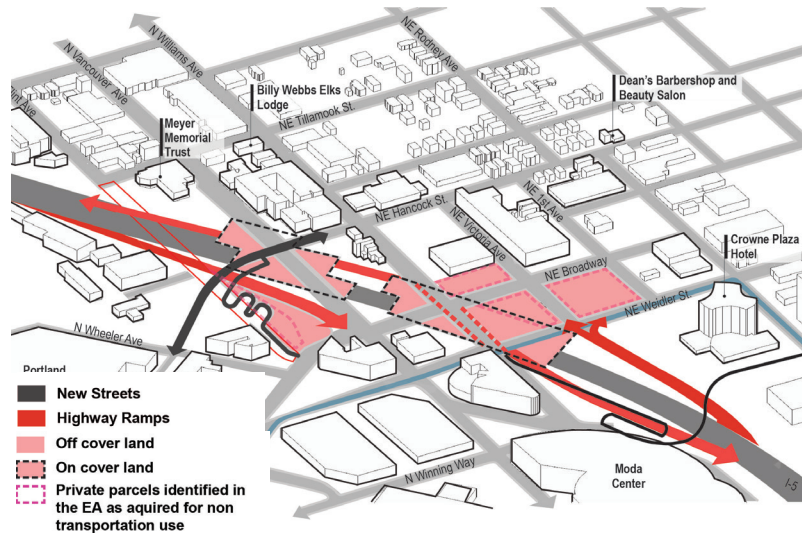 N Williams Ave
N Vancouver Ave
NE Rodney Ave
Billy Webbs Elks
Lodge
Dean's Barbershop and
Beauty Salon
NE Tillamook St.
Meyer
Memorial
Trust
NE Hancock St.
NE 1st Ave
NE Victoria Ave
Crowne Plaza
Hotel
NE Broadway
NE Weidler St.
N Wheeler Ave
Portland
New Streets
Highway Ramps
Off cover land
On cover land
Private parcels identified in
the EA as aquired for non
transportation use
N Winning Way
Moda
Center
I-5